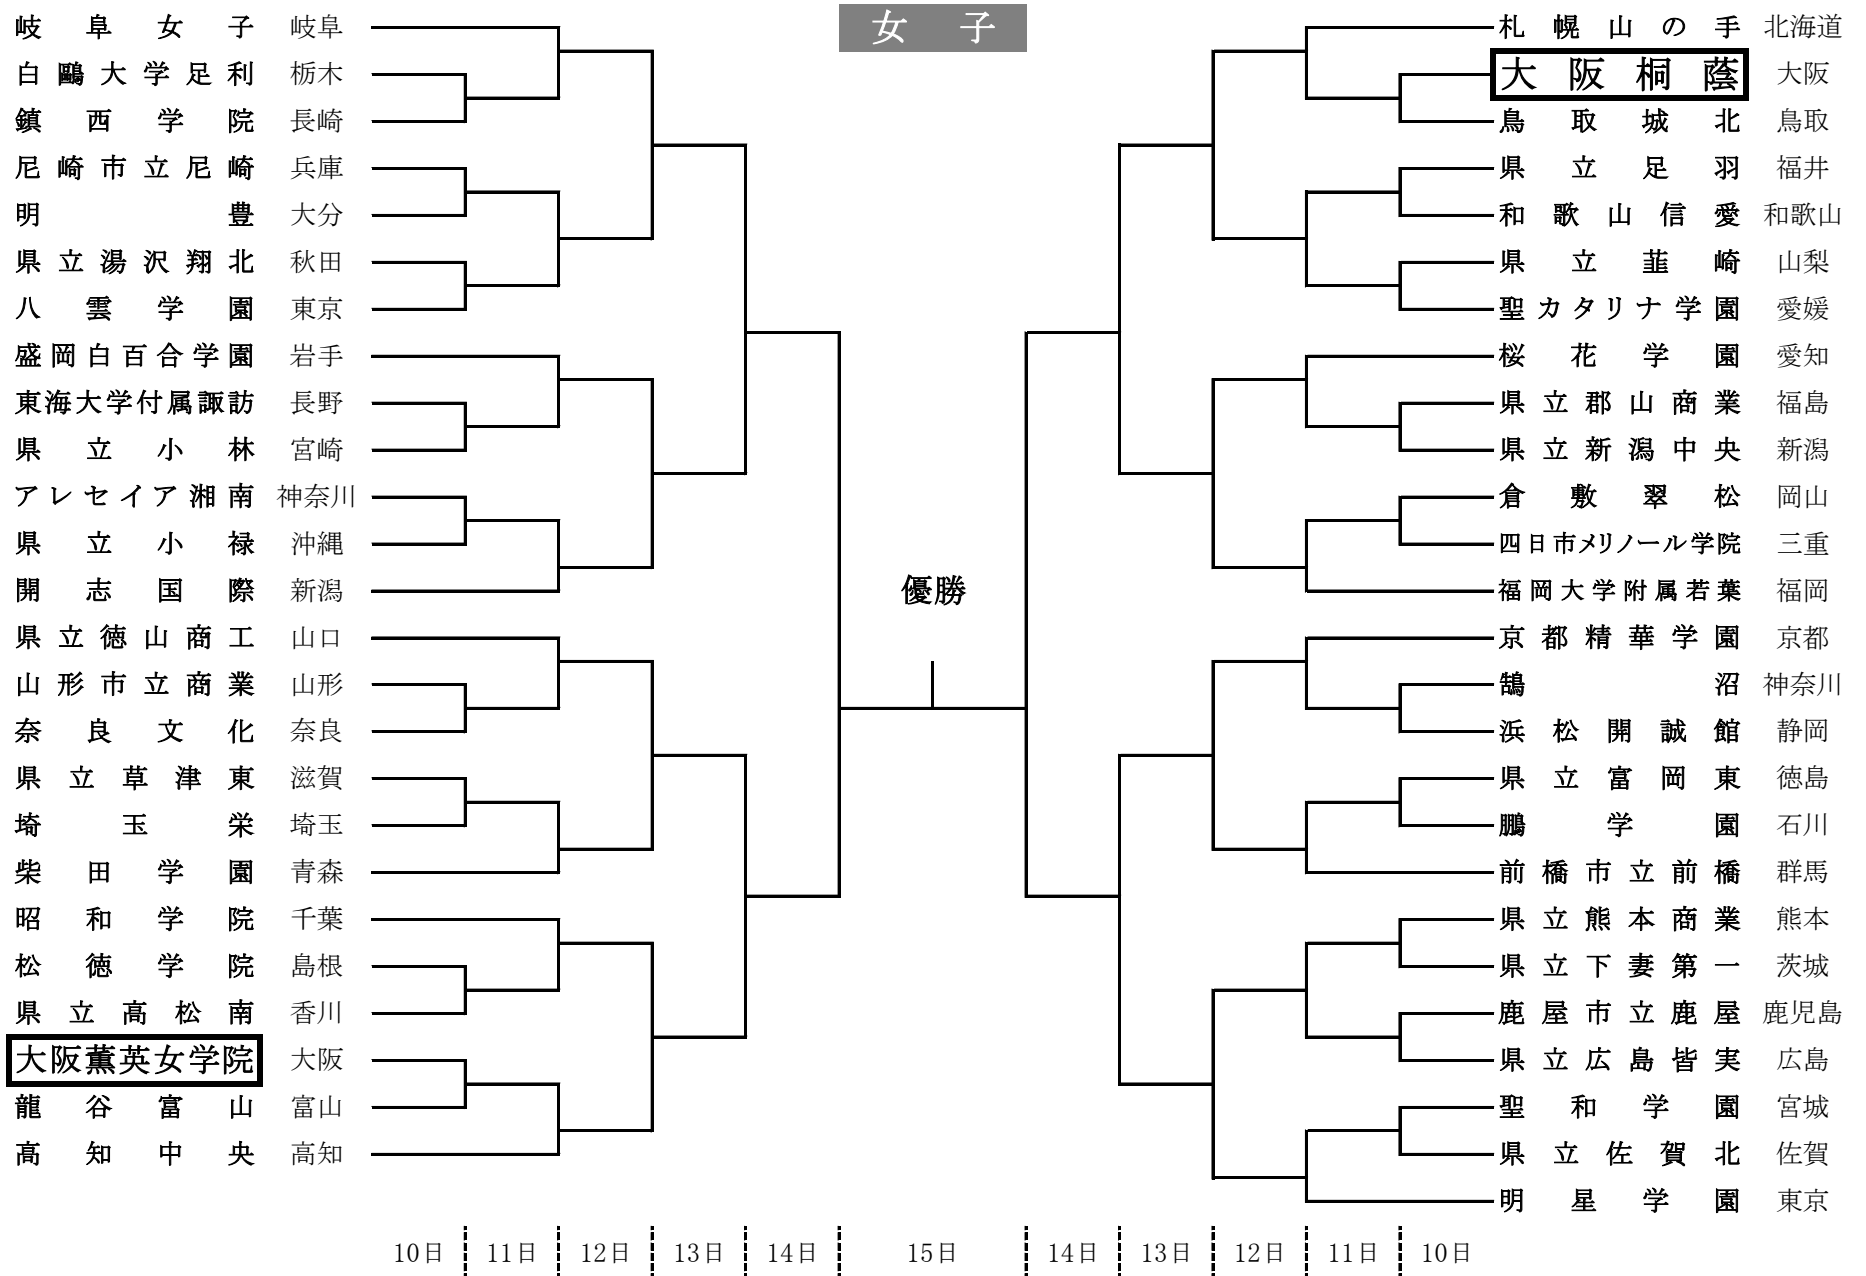 女子
岐阜女子 岐阜
白鷗大学足利 栃木
鎮西学院 長崎
尼崎市立尼崎 兵庫
明豊 大分
県立湯沢翔北 秋田
八雲学園 東京
盛岡白百合学園 岩手
東海大学付属諏訪 長野
県立小林 宮崎
アレセイア湘南 神奈川
県立小禄 沖縄
開志国際 新潟
県立徳山商工 山口
山形市立商業 山形
奈良文化 奈良
県立草津東 滋賀
埼玉栄 埼玉
柴田学園 青森
昭和学院 千葉
松徳学院 島根
県立高松南 香川
大阪薫英女学院 大阪
龍谷富山 富山
高知中央 高知
優勝
札幌山の手 北海道
大阪桐蔭 大阪
鳥取城北 鳥取
県立足羽 福井
和歌山信愛 和歌山
県立韮崎 山梨
聖カタリナ学園 愛媛
桜花学園 愛知
県立郡山商業 福島
県立新潟中央 新潟
倉敷翠松 岡山
四日市メリノール学院 三重
福岡大学附属若葉 福岡
京都精華学園 京都
鵠沼 神奈川
浜松開誠館 静岡
県立富岡東 徳島
鵬学園 石川
前橋市立前橋 群馬
県立熊本商業 熊本
県立下妻第一 茨城
鹿屋市立鹿屋 鹿児島
県立広島皆実 広島
聖和学園 宮城
県立佐賀北 佐賀
明星学園 東京
10日 11日 12日 13日 14日 15日 14日 13日 12日 11日 10日